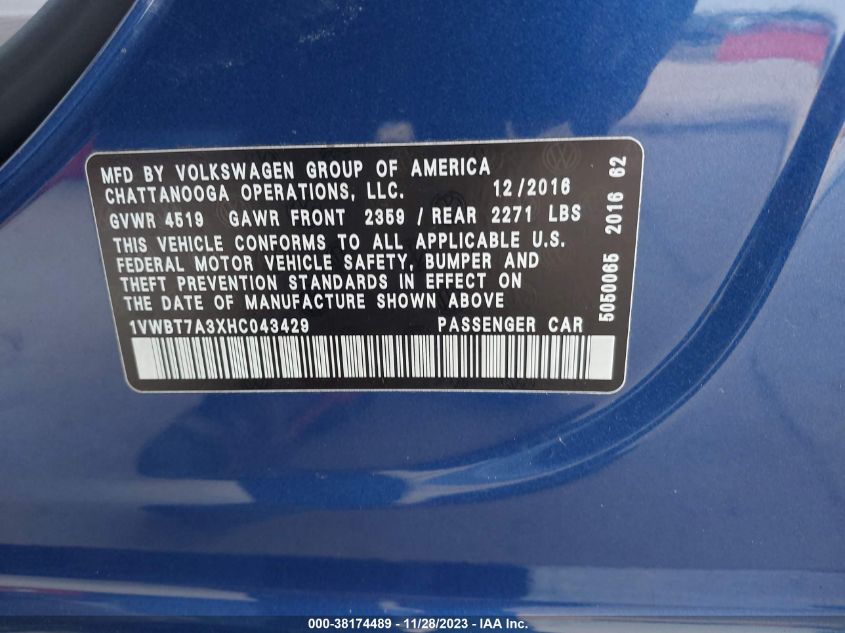 MFD BY VOLKSWAGEN GROUP OF AMERICA
CHATTANOOGA OPERATIONS, LLC. 12/2016
GVWR 4519 GAWR FRONT 2359 / REAR 2271 LBS
THIS VEHICLE CONFORMS TO ALL APPLICABLE U.S.
FEDERAL MOTOR VEHICLE SAFETY, BUMPER AND
THEFT PREVENTION STANDARDS IN EFFECT ON
THE DATE OF MANUFACTURE SHOWN ABOVE
1VWBT7A3XHC043429 PASSENGER CAR
5050065 2016 62
000-38174489 - 11/28/2023 - IAA Inc.